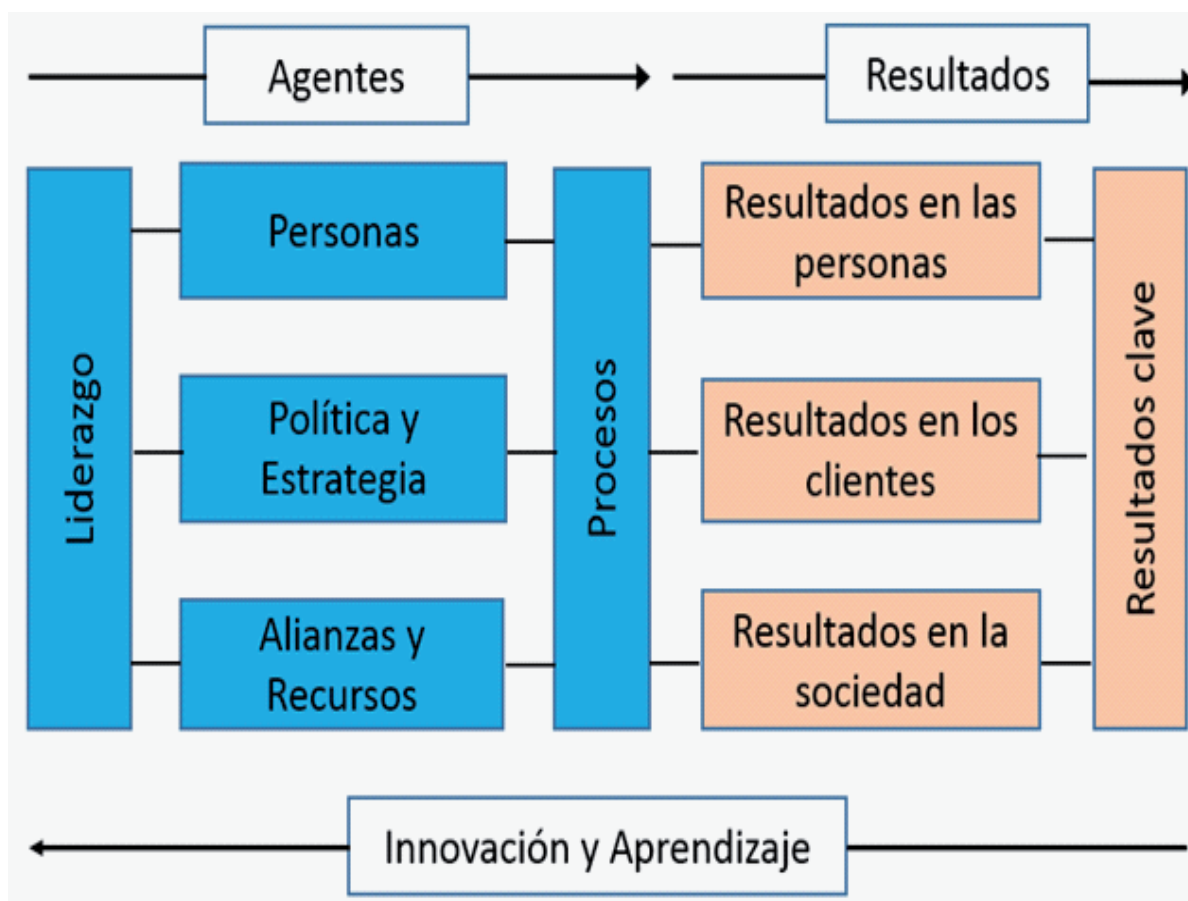 Agentes
Resultados
Liderazgo
Personas
Política y
Estrategia
Alianzas y
Recursos
Procesos
Resultados en las
personas
Resultados en los
clientes
Resultados en la
sociedad
Resultados clave
Innovación y Aprendizaje